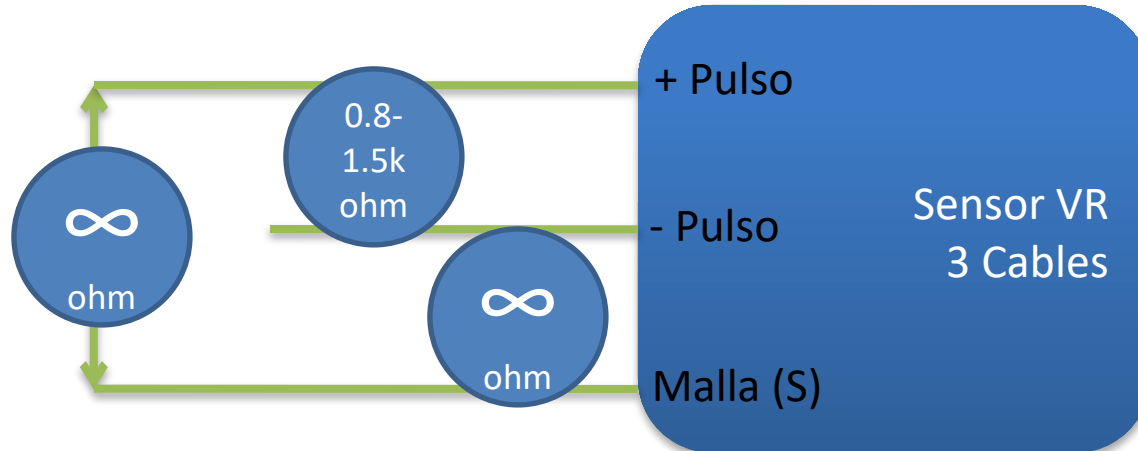 + Pulso
0.8-
1.5k
ohm
∞
ohm
- Pulso
Sensor VR
3 Cables
∞
ohm
Malla (S)